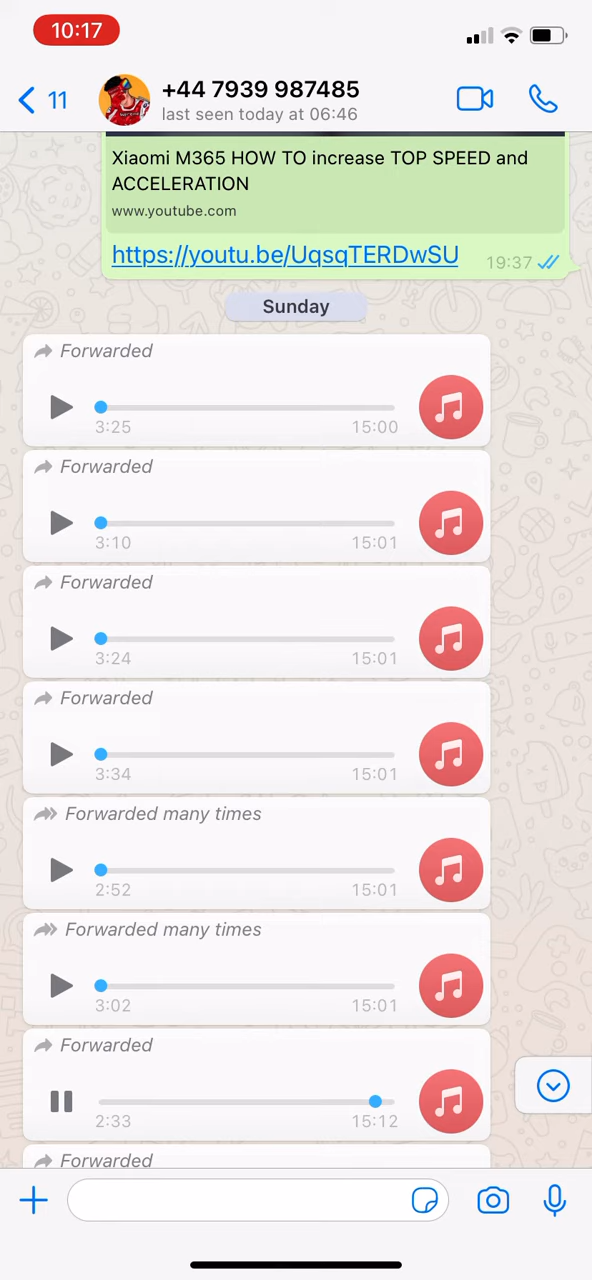 10:17
11
+44 7939 987485
last seen today at 06:46
Xiaomi M365 HOW TO increase TOP SPEED and
ACCELERATION
www.youtube.com
https://youtu.be/UqsqTERDwSU
19:37
Sunday
Forwarded
3:25 15:00
Forwarded
3:10 15:01
Forwarded
3:24 15:01
Forwarded
3:34 15:01
Forwarded many times
2:52 15:01
Forwarded many times
3:02 15:01
Forwarded
2:33 15:12
Forwarded